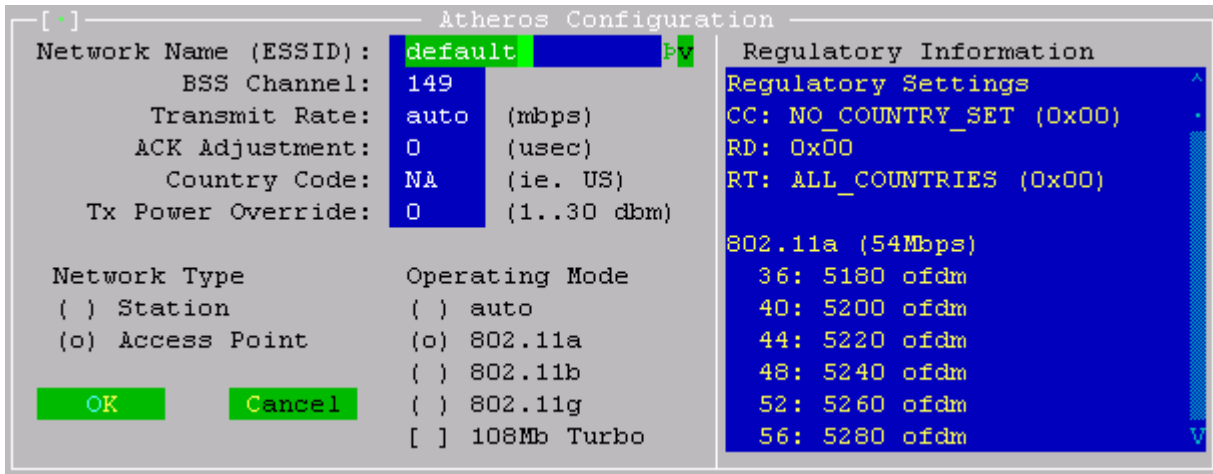 [·] Atheros Configuration
Network Name (ESSID): default Þv
BSS Channel: 149
Transmit Rate: auto (mbps)
ACK Adjustment: 0 (usec)
Country Code: NA (ie. US)
Tx Power Override: 0 (1..30 dbm)
Network Type
( ) Station
(o) Access Point
OK Cancel
Operating Mode
( ) auto
(o) 802.11a
( ) 802.11b
( ) 802.11g
[ ] 108Mb Turbo
Regulatory Information
Regulatory Settings
CC: NO_COUNTRY_SET (0x00)
RD: 0x00
RT: ALL_COUNTRIES (0x00)
802.11a (54Mbps)
36: 5180 ofdm
40: 5200 ofdm
44: 5220 ofdm
48: 5240 ofdm
52: 5260 ofdm
56: 5280 ofdm